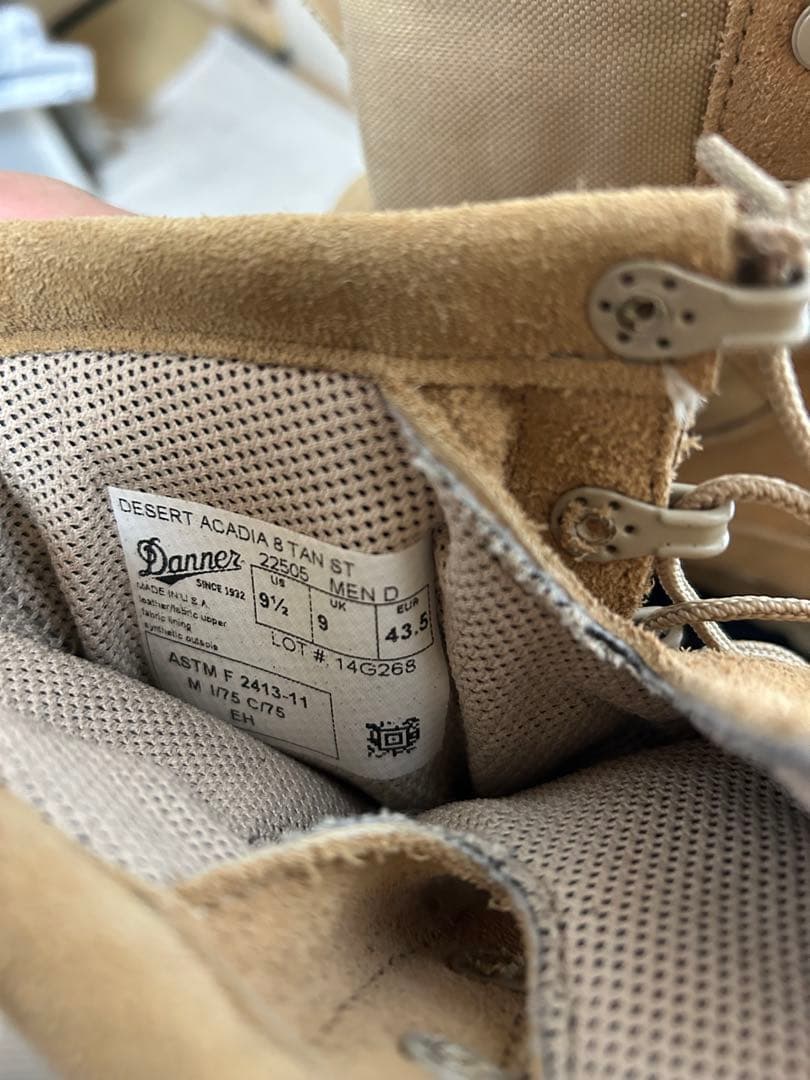 DESERT ACADIA 8 TAN ST
Danner
SINCE 1932
22505 MEN D
US UK EUR
9½ 9 43.5
MADE IN U.S.A.
leather/fabric upper
fabric lining
synthetic outsole
LOT #. 14G268
ASTM F 2413-11
M I/75 C/75
EH